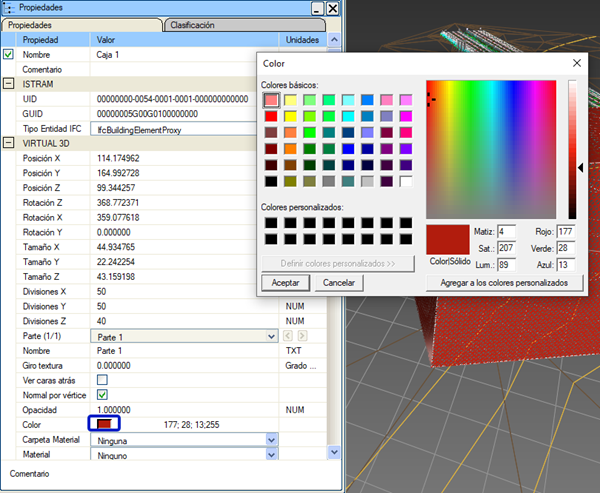 Propiedades
Propiedades Clasificación
Propiedad Valor Unidades
Nombre Caja 1
Comentario
ISTRAM
UID 00000000-0054-0001-0001-000000000000
GUID 00000005G00G0100000000
Tipo Entidad IFC IfcBuildingElementProxy
VIRTUAL 3D
Posición X 114.174962
Posición Y 164.992728
Posición Z 99.344257
Rotación Z 368.772371
Rotación X 359.077618
Rotación Y 0.000000
Tamaño X 44.934765
Tamaño Y 22.242254
Tamaño Z 43.159198
Divisiones X 50
Divisiones Y 50 NUM
Divisiones Z 40 NUM
Parte (1/1) Parte 1
Nombre Parte 1 TXT
Giro textura 0.000000 Grado ...
Ver caras atrás
Normal por vértice
Opacidad 1.000000 NUM
Color 177; 28; 13;255
Carpeta Material Ninguna
Material Ninguno
Comentario
Color
Colores básicos:
Colores personalizados:
Definir colores personalizados >>
Aceptar Cancelar
Color|Sólido
Matiz: 4 Rojo: 177
Sat.: 207 Verde: 28
Lum.: 89 Azul: 13
Agregar a los colores personalizados